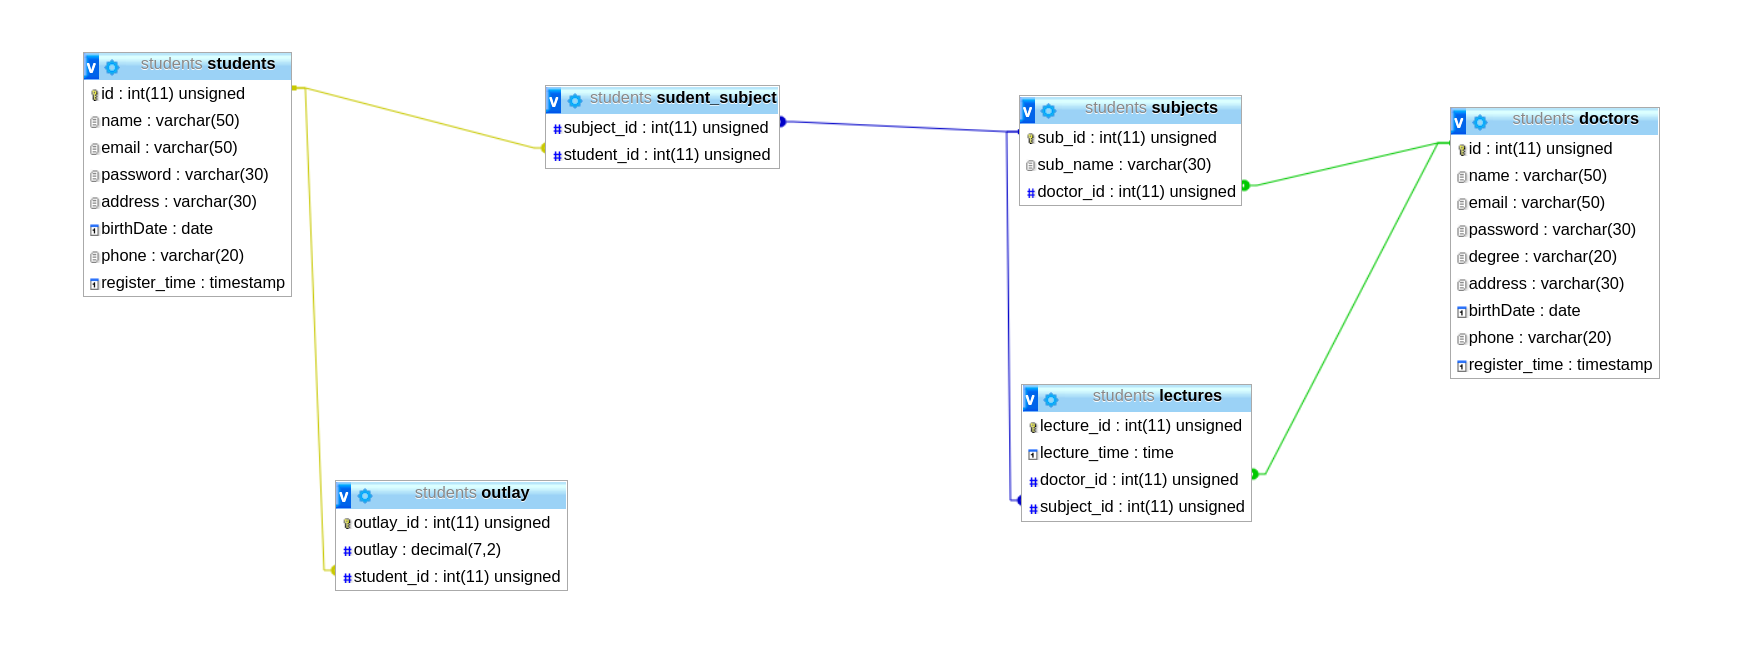 students students
id : int(11) unsigned
name : varchar(50)
email : varchar(50)
password : varchar(30)
address : varchar(30)
birthDate : date
phone : varchar(20)
register_time : timestamp
students sudent_subject
subject_id : int(11) unsigned
student_id : int(11) unsigned
students subjects
sub_id : int(11) unsigned
sub_name : varchar(30)
doctor_id : int(11) unsigned
students doctors
id : int(11) unsigned
name : varchar(50)
email : varchar(50)
password : varchar(30)
degree : varchar(20)
address : varchar(30)
birthDate : date
phone : varchar(20)
register_time : timestamp
students lectures
lecture_id : int(11) unsigned
lecture_time : time
doctor_id : int(11) unsigned
subject_id : int(11) unsigned
students outlay
outlay_id : int(11) unsigned
outlay : decimal(7,2)
student_id : int(11) unsigned